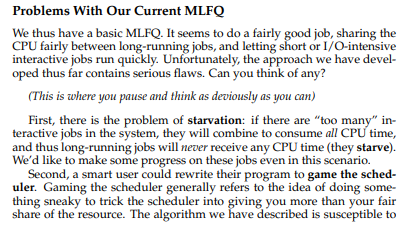 Problems With Our Current MLFQ
We thus have a basic MLFQ. It seems to do a fairly good job, sharing the
CPU fairly between long-running jobs, and letting short or I/O-intensive
interactive jobs run quickly. Unfortunately, the approach we have devel-
oped thus far contains serious flaws. Can you think of any?
(This is where you pause and think as deviously as you can)
First, there is the problem of starvation: if there are "too many" in-
teractive jobs in the system, they will combine to consume all CPU time,
and thus long-running jobs will never receive any CPU time (they starve).
We'd like to make some progress on these jobs even in this scenario.
Second, a smart user could rewrite their program to game the sched-
uler. Gaming the scheduler generally refers to the idea of doing some-
thing sneaky to trick the scheduler into giving you more than your fair
share of the resource. The algorithm we have described is susceptible to